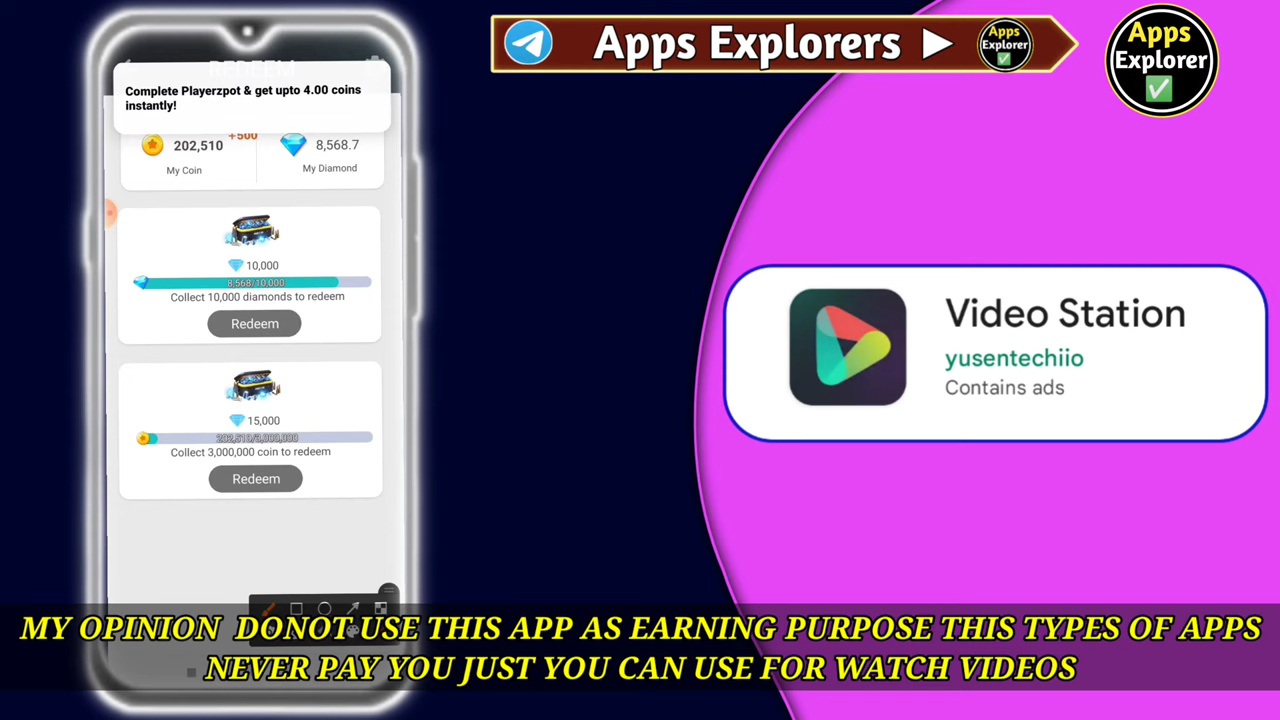 Apps Explorers
Apps
Explorer
Apps
Explorer
Complete Playerzpot & get upto 4.00 coins
instantly!
+500
202,510
8,568.7
My Coin
My Diamond
10,000
8,568/10,000
Collect 10,000 diamonds to redeem
Redeem
15,000
202,510/3,000,000
Collect 3,000,000 coin to redeem
Redeem
Video Station
yusentechiio
Contains ads
MY OPINION DONOT USE THIS APP AS EARNING PURPOSE THIS TYPES OF APPS
NEVER PAY YOU JUST YOU CAN USE FOR WATCH VIDEOS